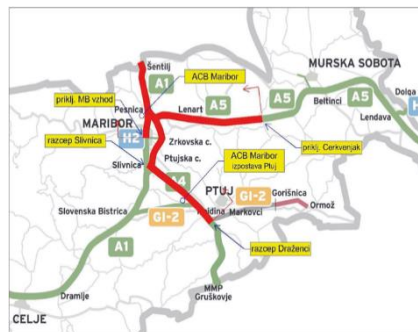 Šentilj
A1
ACB Maribor
priklj. MB vzhod
Pesnica
MURSKA SOBOTA
Lenart
A5
A5
A5
Beltinci
Dolga
H
MARIBOR
H2
Lendava
razcep Slivnica
Zrkovska c.
Ptujska c.
priklj. Cerkvenjak
ACB Maribor
izpostava Ptuj
Slivnica
A4
PTUJ
GI-2
Gorišnica
Slovenska Bistrica
GI-2
Hajdina
Markovci
Ormož
A1
razcep Draženci
MMP
Gruškovje
Dramlje
CELJE